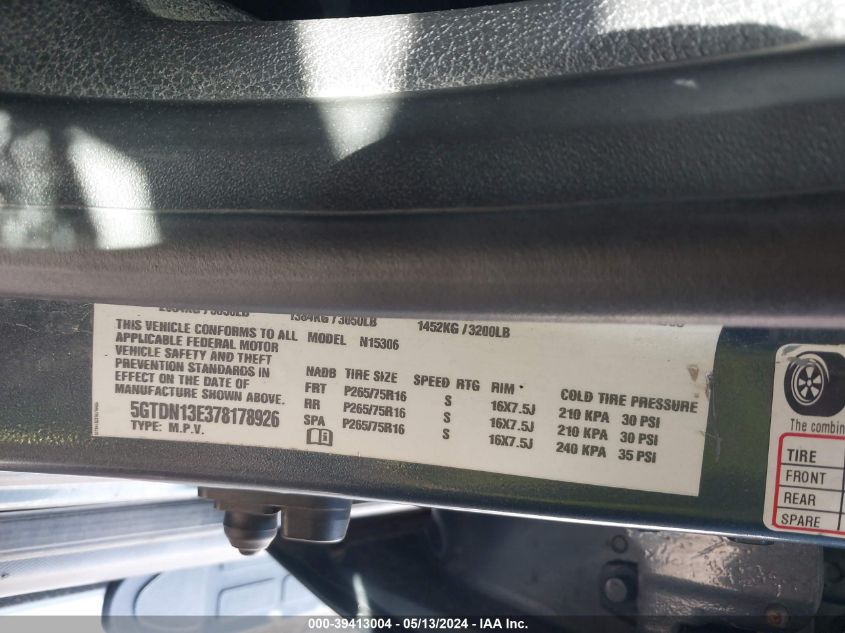 1384KG / 3050LB
1452KG / 3200LB
THIS VEHICLE CONFORMS TO ALL
APPLICABLE FEDERAL MOTOR
VEHICLE SAFETY AND THEFT
PREVENTION STANDARDS IN
EFFECT ON THE DATE OF
MANUFACTURE SHOWN ABOVE.
5GTDN13E378178926
TYPE: M.P.V.
MODEL N15306
NADB TIRE SIZE SPEED RTG RIM COLD TIRE PRESSURE
FRT P265/75R16 S 16X7.5J 210 KPA 30 PSI
RR P265/75R16 S 16X7.5J 210 KPA 30 PSI
SPA P265/75R16 S 16X7.5J 240 KPA 35 PSI
The combin
TIRE
FRONT
REAR
SPARE
000-39413004 - 05/13/2024 - IAA Inc.